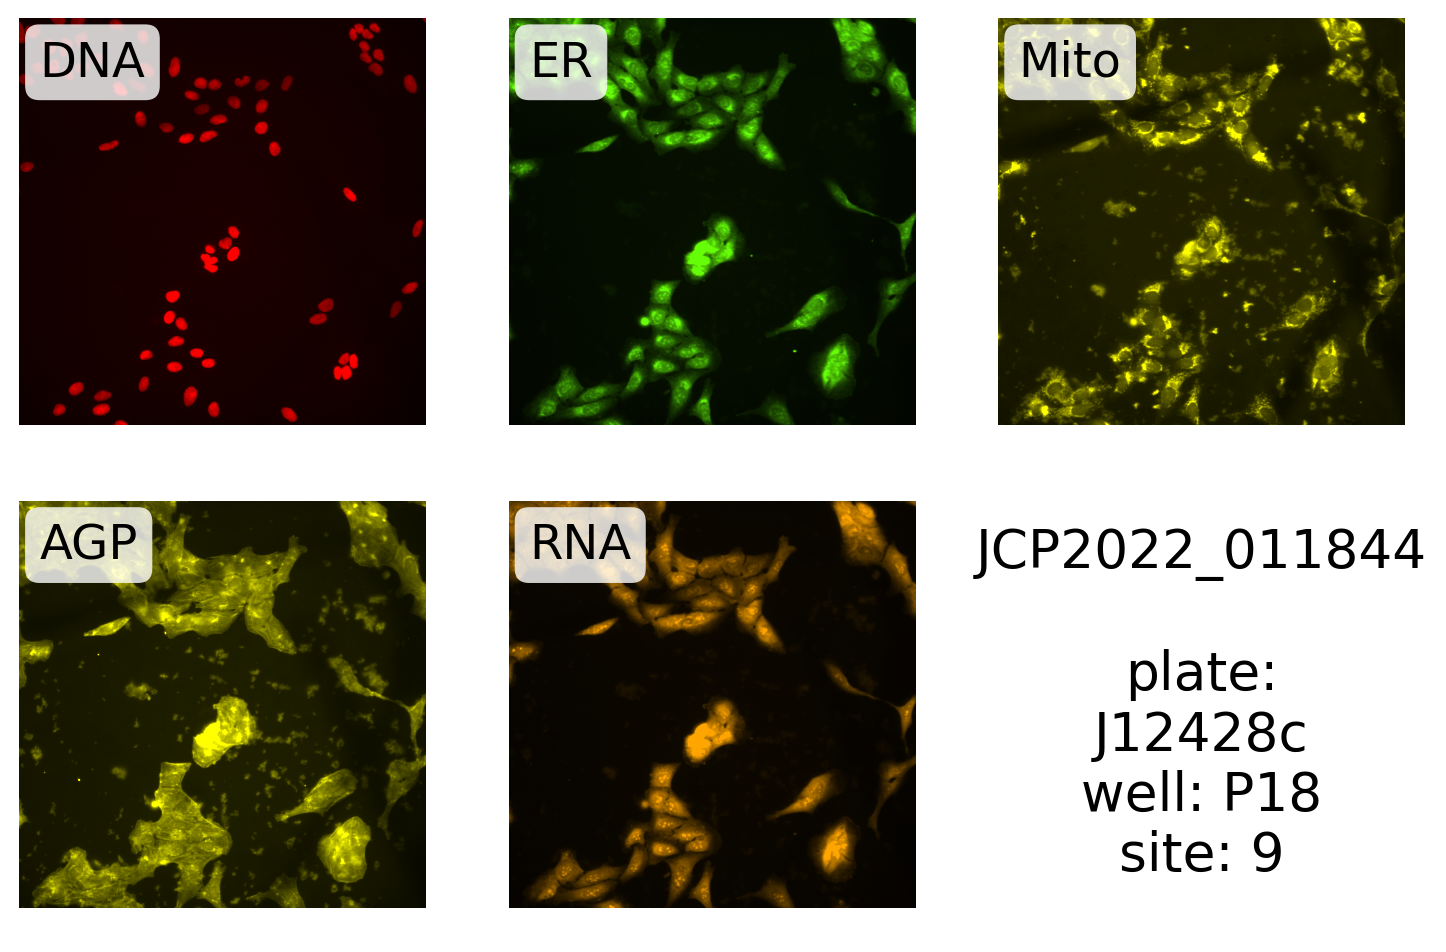 DNA
ER
Mito
AGP
RNA
JCP2022_011844
plate:
J12428c
well: P18
site: 9